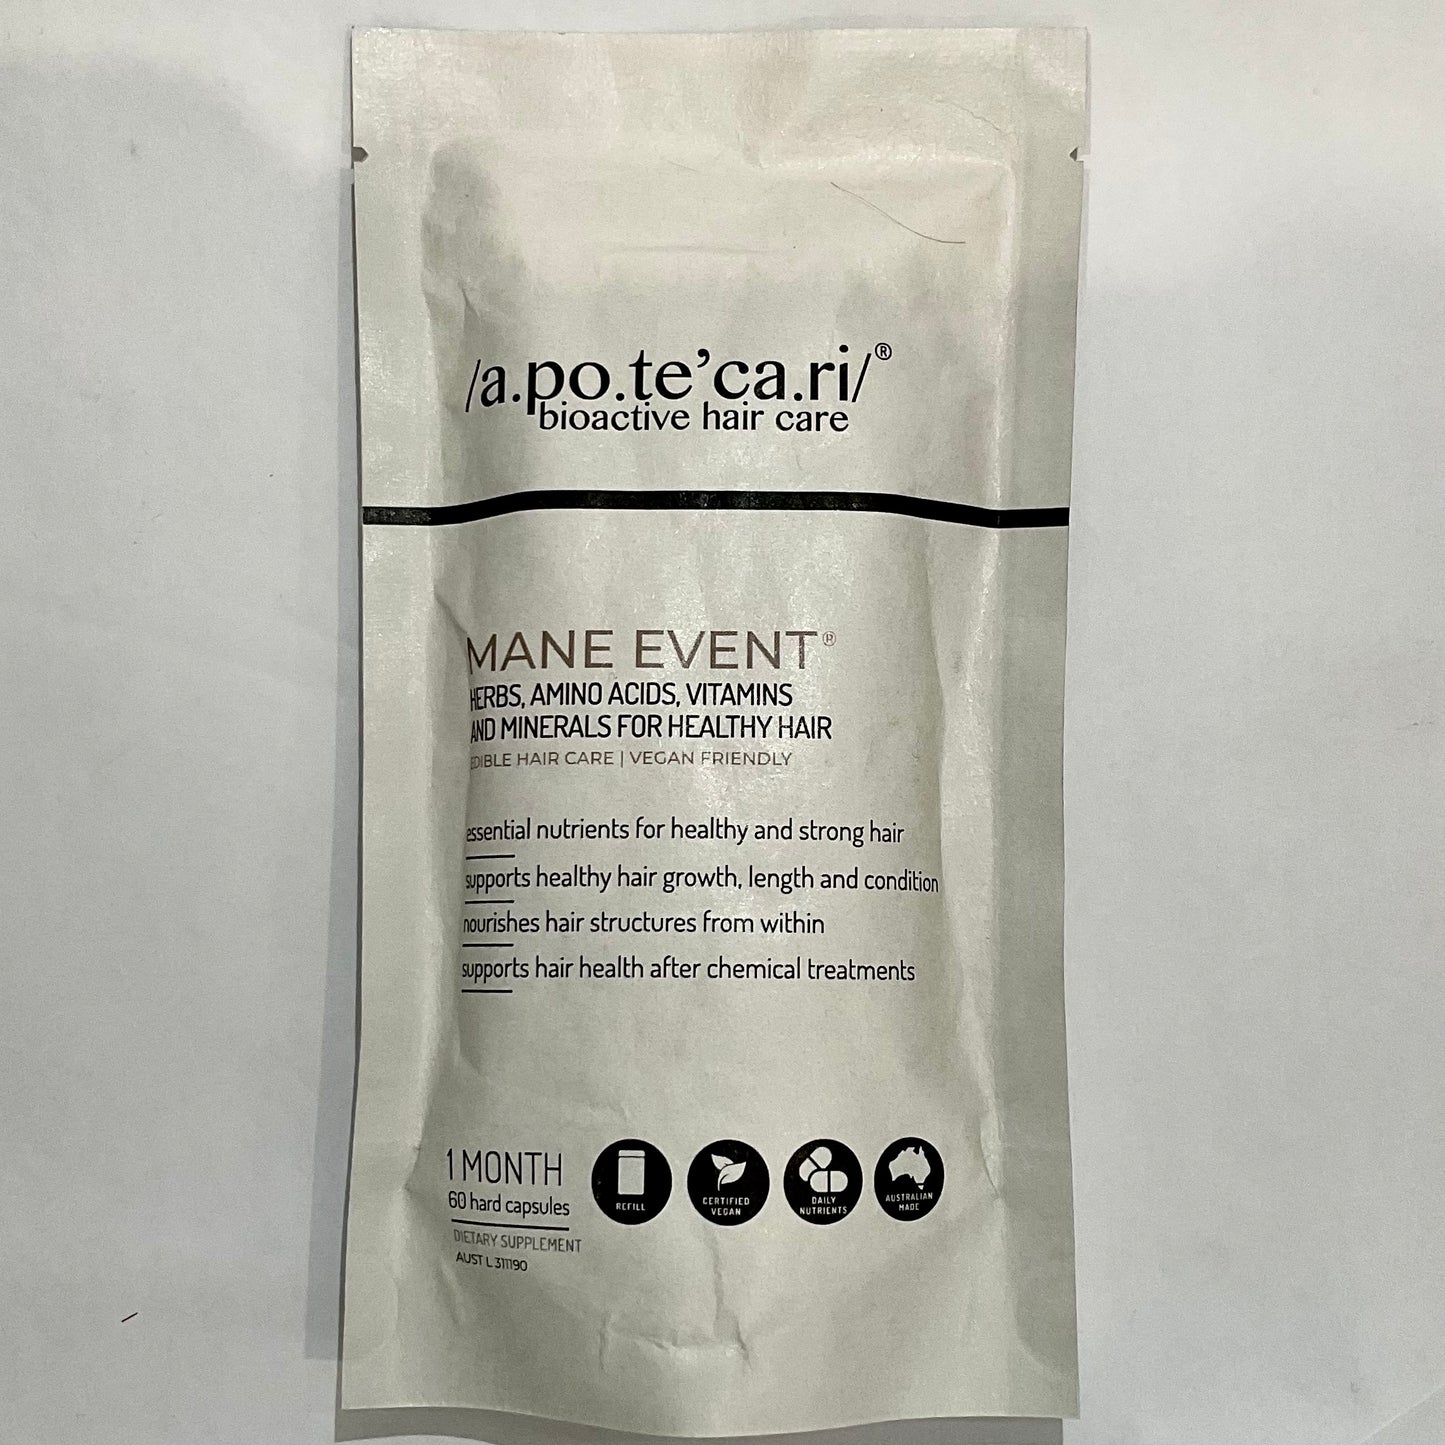 /a.po.te’ca.ri/®
bioactive hair care
MANE EVENT®
HERBS, AMINO ACIDS, VITAMINS
AND MINERALS FOR HEALTHY HAIR
EDIBLE HAIR CARE | VEGAN FRIENDLY
essential nutrients for healthy and strong hair
supports healthy hair growth, length and condition
nourishes hair structures from within
supports hair health after chemical treatments
1 MONTH
60 hard capsules
DIETARY SUPPLEMENT
AUST L 311190
REFILL
CERTIFIED
VEGAN
DAILY
NUTRIENTS
AUSTRALIAN
MADE